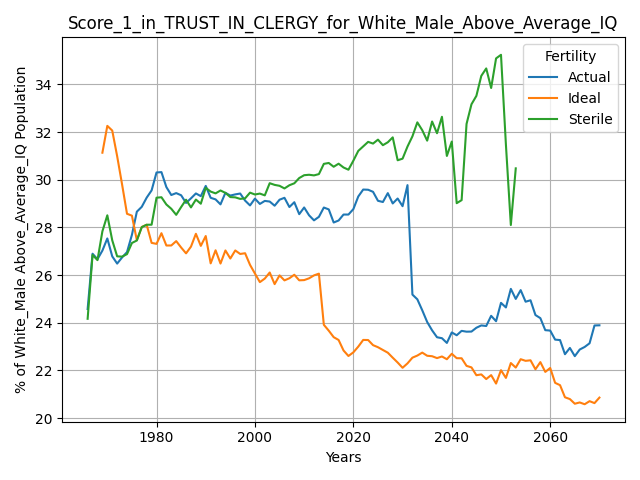 Score_1_in_TRUST_IN_CLERGY_for_White_Male_Above_Average_IQ
% of White_Male Above_Average_IQ Population
34
32
30
28
26
24
22
20
Fertility
Actual
Ideal
Sterile
1980
2000
2020
2040
2060
Years